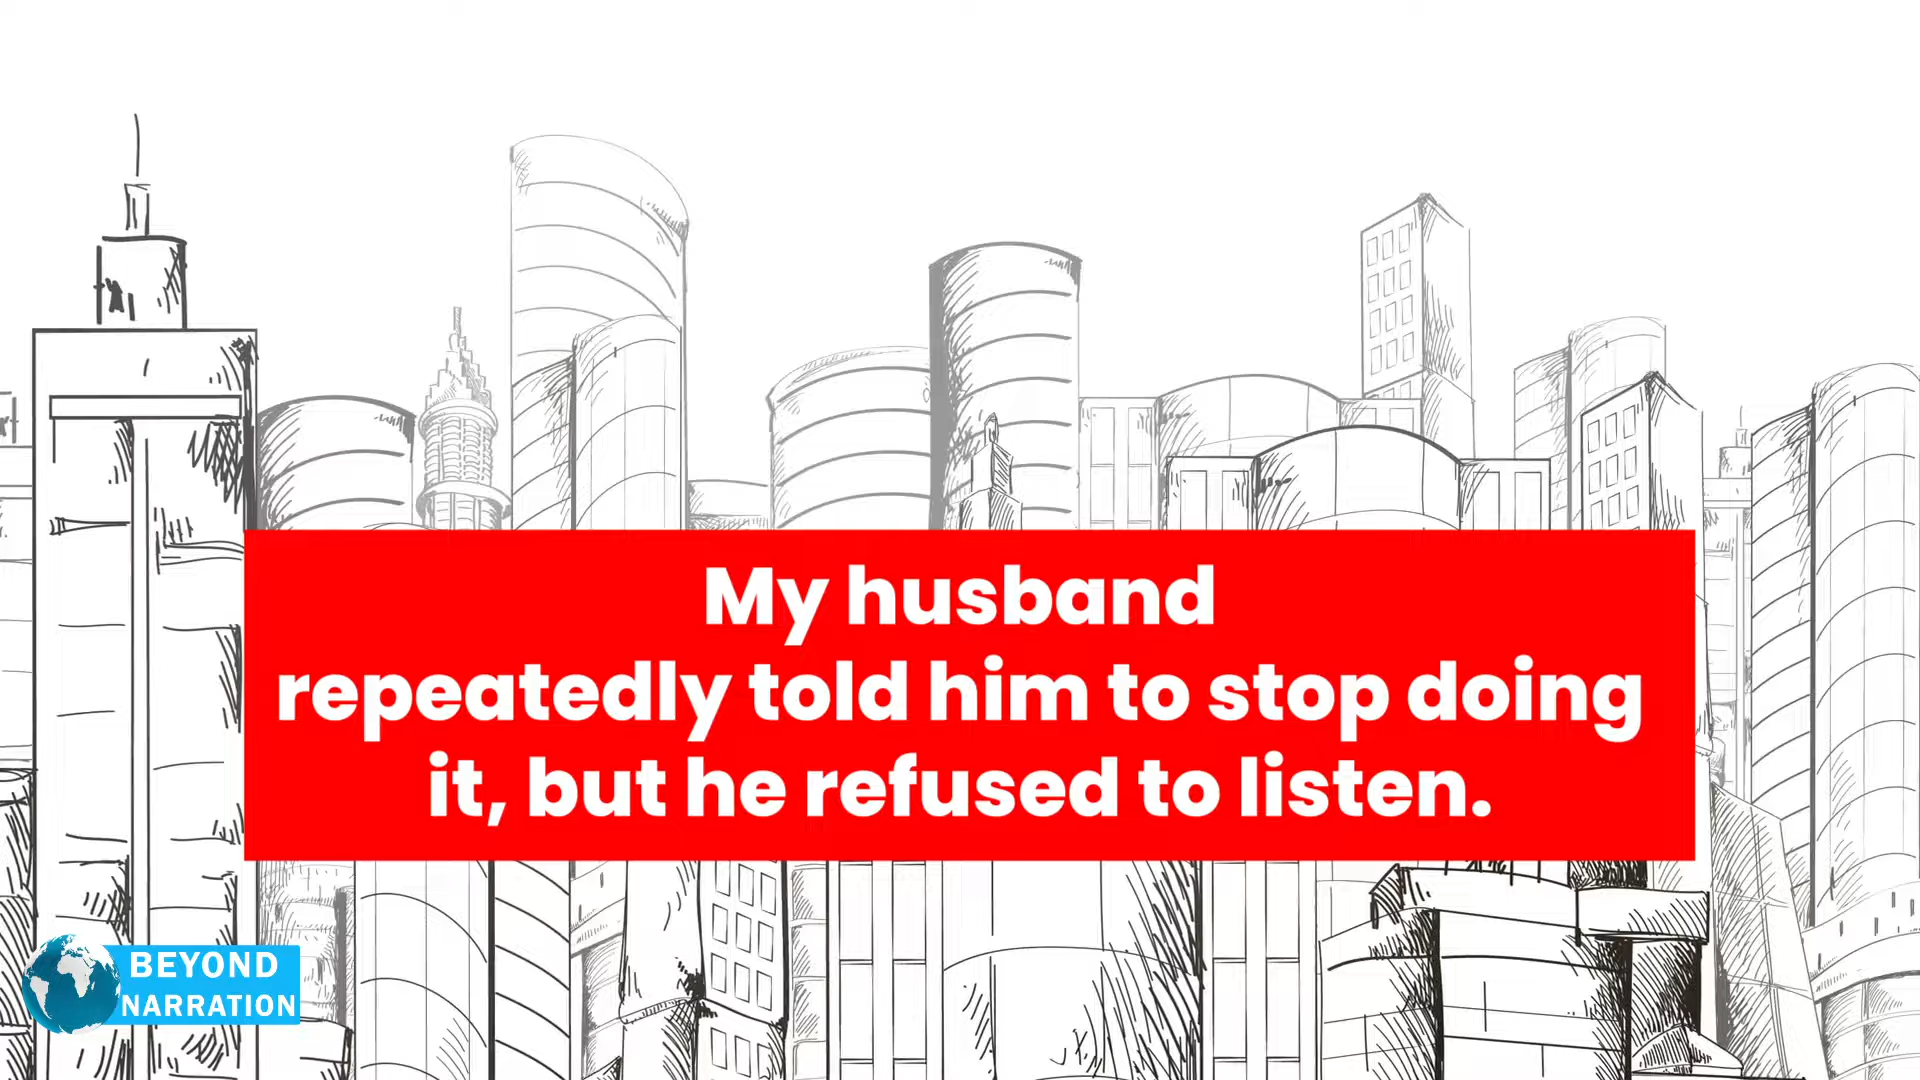 My husband
repeatedly told him to stop doing
it, but he refused to listen.
BEYOND
NARRATION